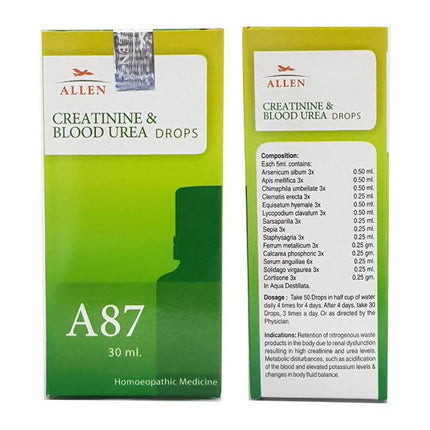 ALLEN
CREATININE &
BLOOD UREA DROPS
A87
30 ml.
Homoeopathic Medicine
ALLEN
CREATININE &
BLOOD UREA DROPS
Composition:
Each 5ml. contains:
Arsenicum album 3x 0.50 ml.
Apis mellifica 3x 0.50 ml.
Chimaphila umbellate 3x 0.50 ml.
Clematis erecta 3x 0.25 ml.
Equisetum hyemale 3x 0.50 ml.
Lycopodium clavatum 3x 0.50 ml.
Sarsaparilla 3x 0.25 ml.
Sepia 3x 0.25 ml.
Staphysagria 3x 0.25 ml.
Ferrum metallicum 3x 0.25 gm.
Calcarea phosphoric 3x 0.25 gm.
Serum anguillae 6x 0.25 ml.
Solidago virgaurea 3x 0.25 ml.
Cortisone 3x 0.25 ml.
In Aqua Destillata.
Dosage : Take 50 Drops in half cup of water
daily 4 times for 4 days. After 4 days, take 30
Drops, 3 times a day. Or as directed by the
Physician.
Indications: Retention of nitrogenous waste
products in the body due to renal dysfunction
resulting in high creatinine and urea levels.
Metabolic disturbances, such as acidification
of the blood and elevated potassium levels &
changes in body fluid balance.